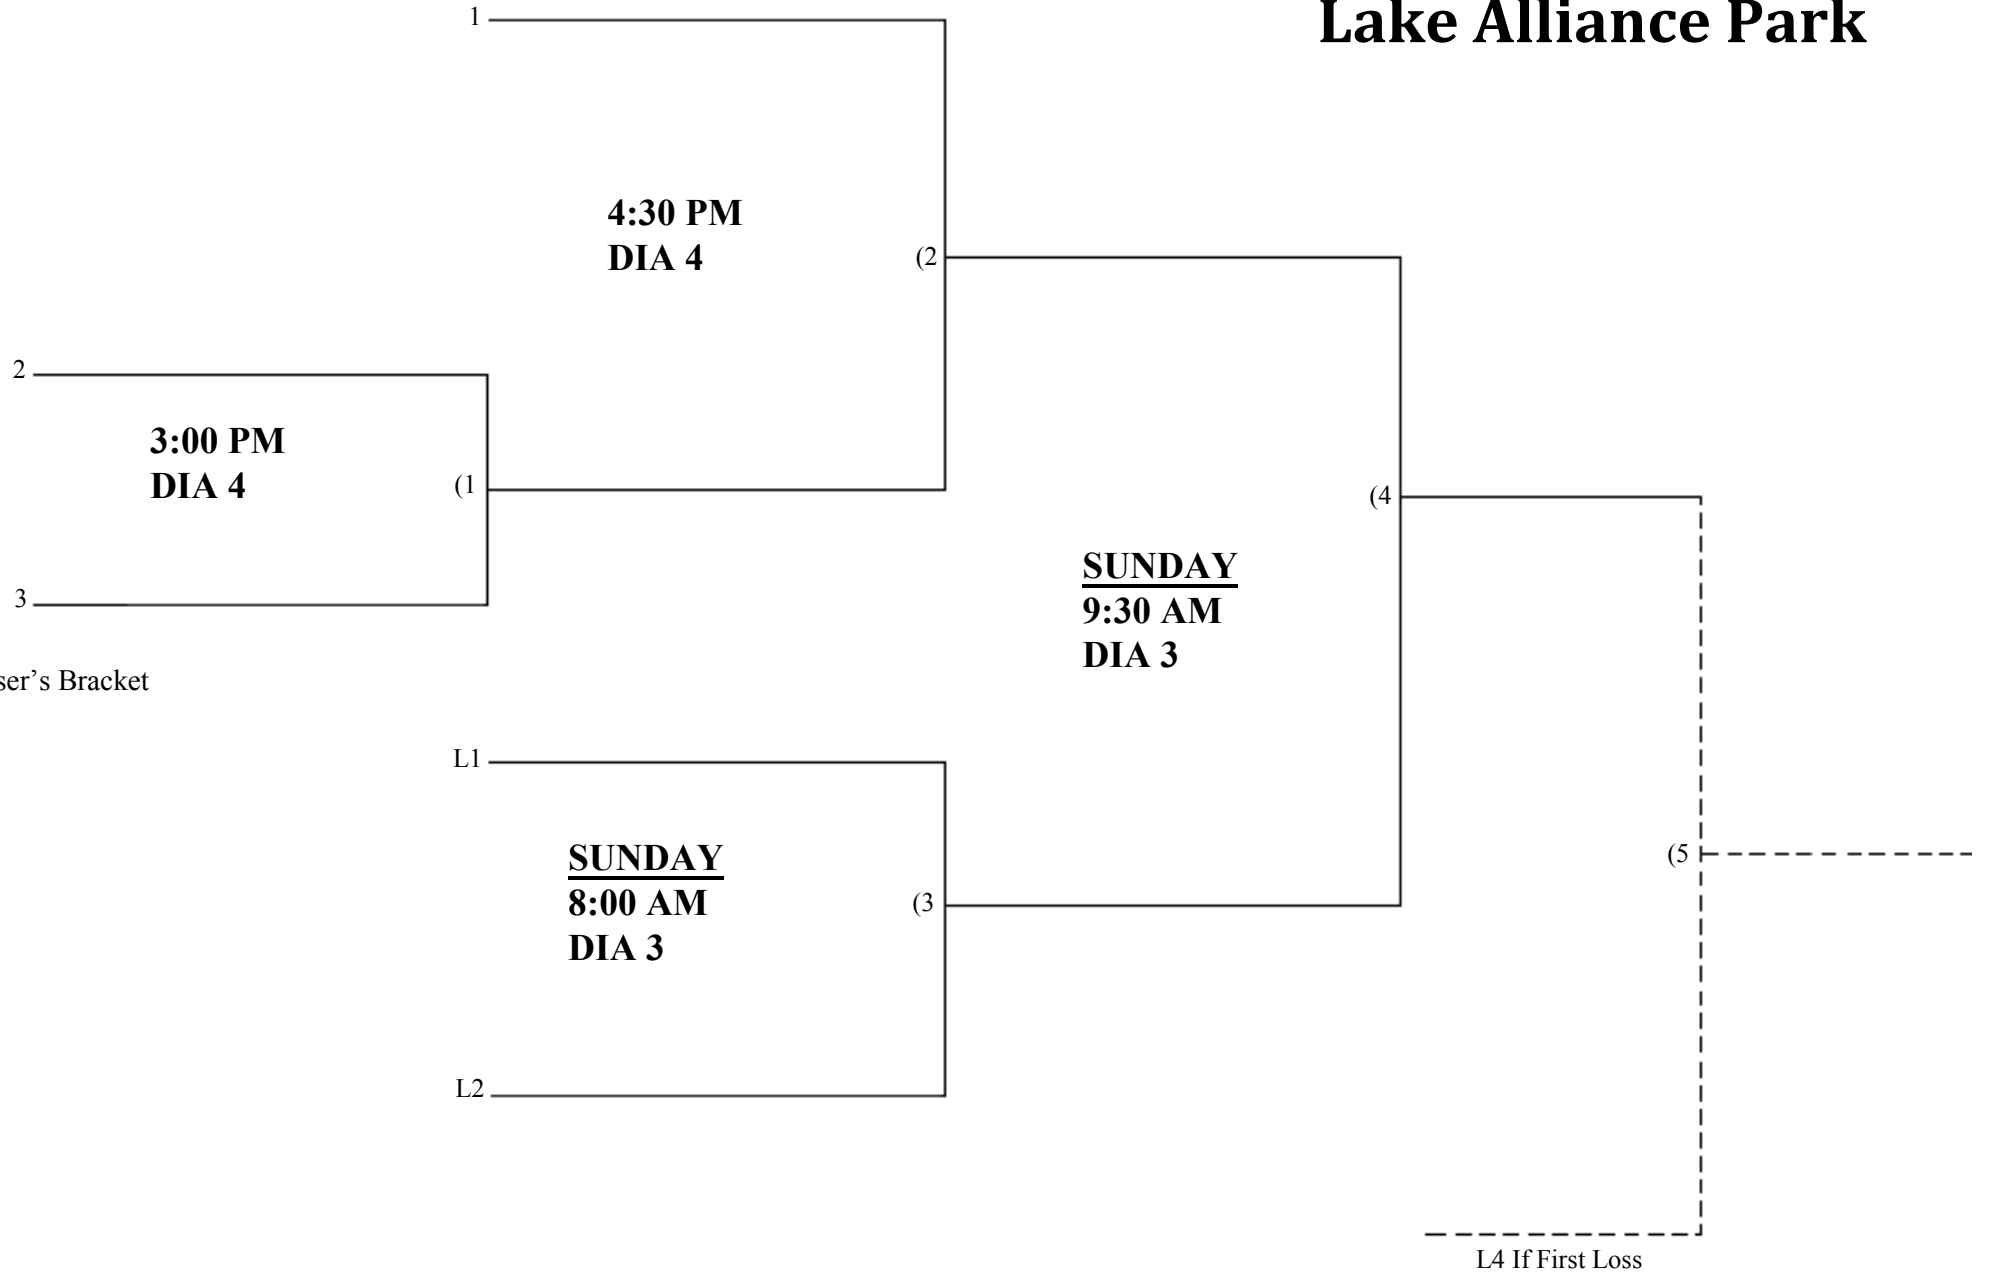 Lake Alliance Park
1
4:30 PM
DIA 4
(2
2
3:00 PM
DIA 4
(1
3
(4
SUNDAY
9:30 AM
DIA 3
ser’s Bracket
L1
SUNDAY
8:00 AM
DIA 3
(3
(5
L2
L4 If First Loss